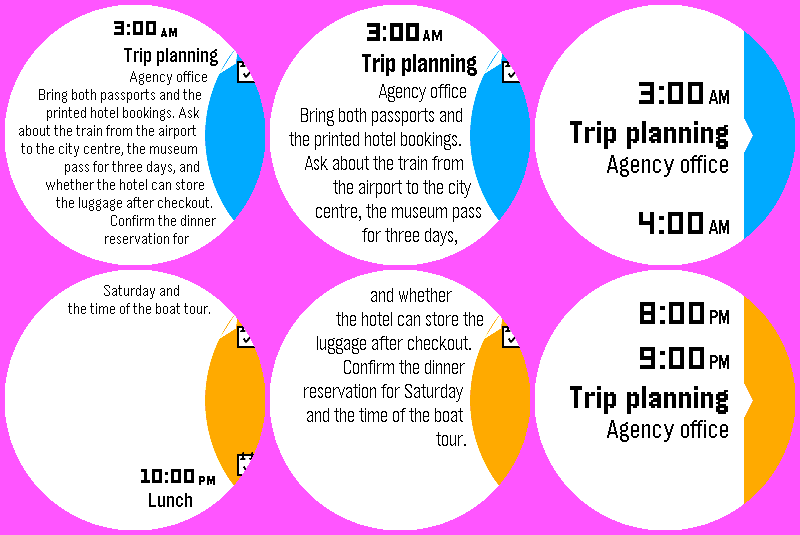 3:00 AM
Trip planning
Agency office
Bring both passports and the
printed hotel bookings. Ask
about the train from the airport
to the city centre, the museum
pass for three days, and
whether the hotel can store
the luggage after checkout.
Confirm the dinner
reservation for
3:00 AM
Trip planning
Agency office
Bring both passports and
the printed hotel bookings.
Ask about the train from
the airport to the city
centre, the museum pass
for three days,
3:00 AM
Trip planning
Agency office
4:00 AM
Saturday and
the time of the boat tour.
10:00 PM
Lunch
and whether
the hotel can store the
luggage after checkout.
Confirm the dinner
reservation for Saturday
and the time of the boat
tour.
8:00 PM
9:00 PM
Trip planning
Agency office